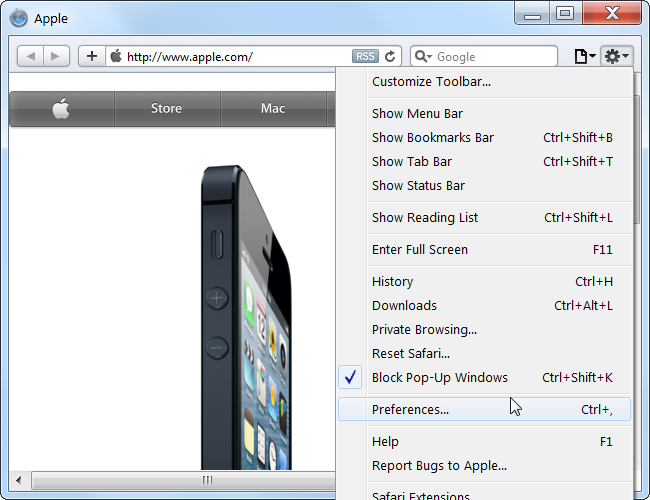 Apple
http://www.apple.com/ RSS Google
Customize Toolbar...
Store Mac
Show Menu Bar
Show Bookmarks Bar Ctrl+Shift+B
Show Tab Bar Ctrl+Shift+T
Show Status Bar
Show Reading List Ctrl+Shift+L
Enter Full Screen F11
History Ctrl+H
Downloads Ctrl+Alt+L
Private Browsing...
Reset Safari...
Block Pop-Up Windows Ctrl+Shift+K
Preferences... Ctrl+,
Help F1
Report Bugs to Apple...
Safari Extensions